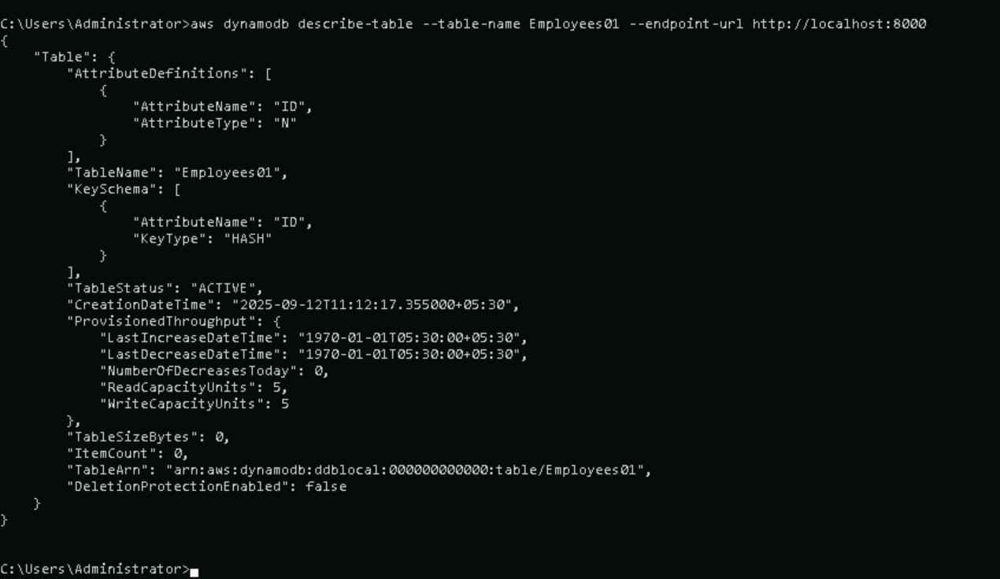 C:\Users\Administrator>aws dynamodb describe-table --table-name Employees01 --endpoint-url http://localhost:8000
{
    "Table": {
        "AttributeDefinitions": [
            {
                "AttributeName": "ID",
                "AttributeType": "N"
            }
        ],
        "TableName": "Employees01",
        "KeySchema": [
            {
                "AttributeName": "ID",
                "KeyType": "HASH"
            }
        ],
        "TableStatus": "ACTIVE",
        "CreationDateTime": "2025-09-12T11:12:17.355000+05:30",
        "ProvisionedThroughput": {
            "LastIncreaseDateTime": "1970-01-01T05:30:00+05:30",
            "LastDecreaseDateTime": "1970-01-01T05:30:00+05:30",
            "NumberOfDecreasesToday": 0,
            "ReadCapacityUnits": 5,
            "WriteCapacityUnits": 5
        },
        "TableSizeBytes": 0,
        "ItemCount": 0,
        "TableArn": "arn:aws:dynamodb:ddblocal:000000000000:table/Employees01",
        "DeletionProtectionEnabled": false
    }
}
C:\Users\Administrator>